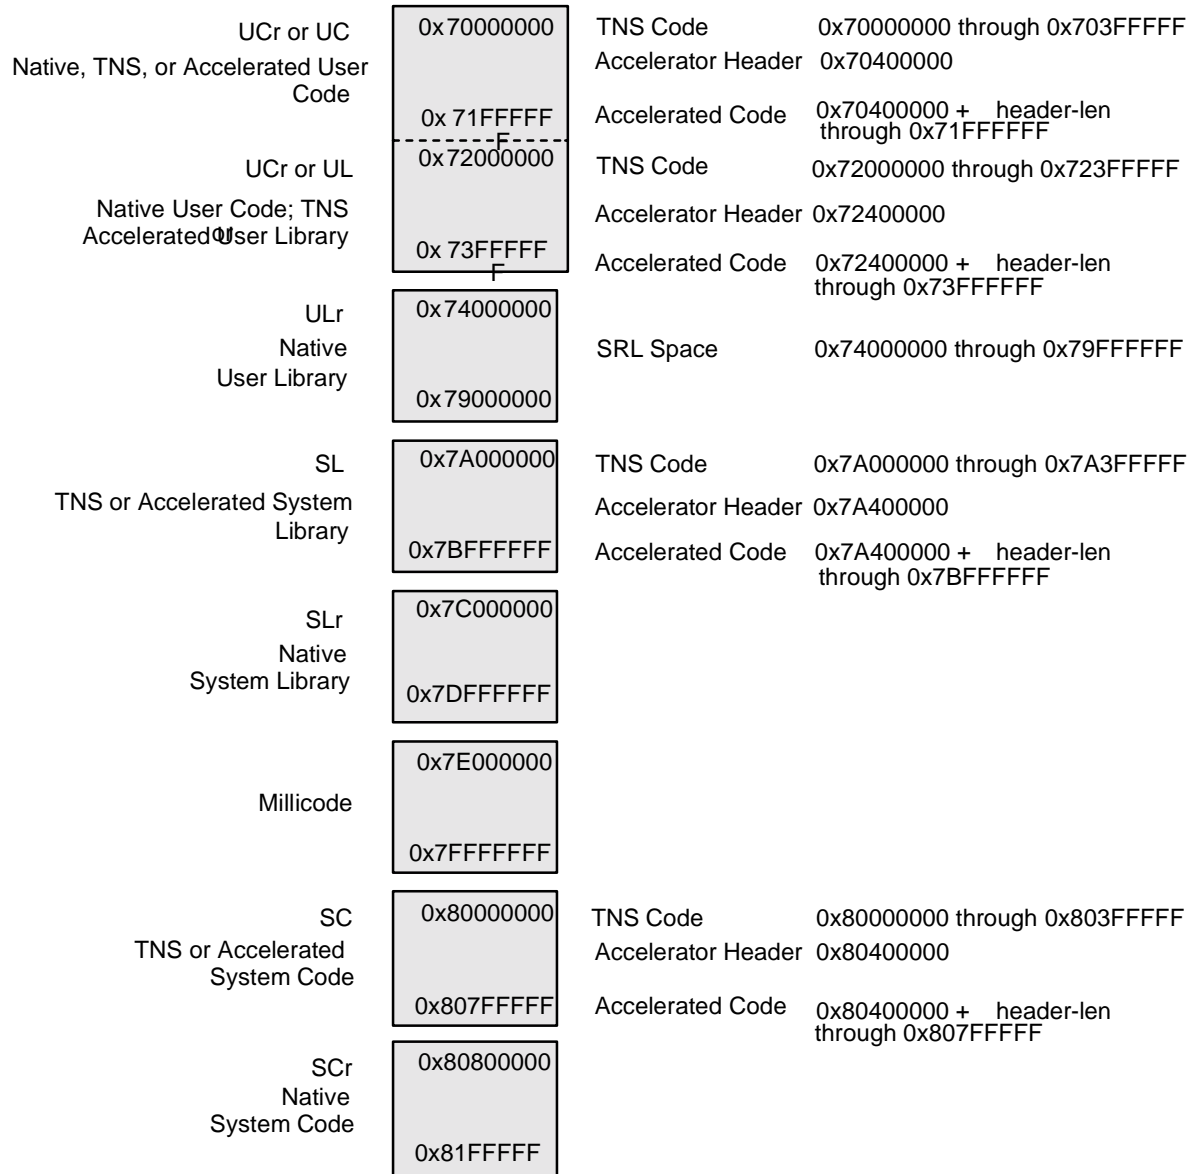 UCr or UC
Native, TNS, or Accelerated User
Code
0x70000000
0x 71FFFFF
F
TNS Code 0x70000000 through 0x703FFFFF
Accelerator Header 0x70400000
Accelerated Code 0x70400000 + header-len
through 0x71FFFFFF
UCr or UL
Native User Code; TNS
or
Accelerated User Library
0x72000000
0x 73FFFFF
F
TNS Code 0x72000000 through 0x723FFFFF
Accelerator Header 0x72400000
Accelerated Code 0x72400000 + header-len
through 0x73FFFFFF
ULr
Native
User Library
0x74000000
0x79000000
SRL Space 0x74000000 through 0x79FFFFFF
SL
TNS or Accelerated System
Library
0x7A000000
0x7BFFFFFF
TNS Code 0x7A000000 through 0x7A3FFFFF
Accelerator Header 0x7A400000
Accelerated Code 0x7A400000 + header-len
through 0x7BFFFFFF
SLr
Native
System Library
0x7C000000
0x7DFFFFFF
Millicode
0x7E000000
0x7FFFFFFF
SC
TNS or Accelerated
System Code
0x80000000
0x807FFFFF
TNS Code 0x80000000 through 0x803FFFFF
Accelerator Header 0x80400000
Accelerated Code 0x80400000 + header-len
through 0x807FFFFF
SCr
Native
System Code
0x80800000
0x81FFFFF